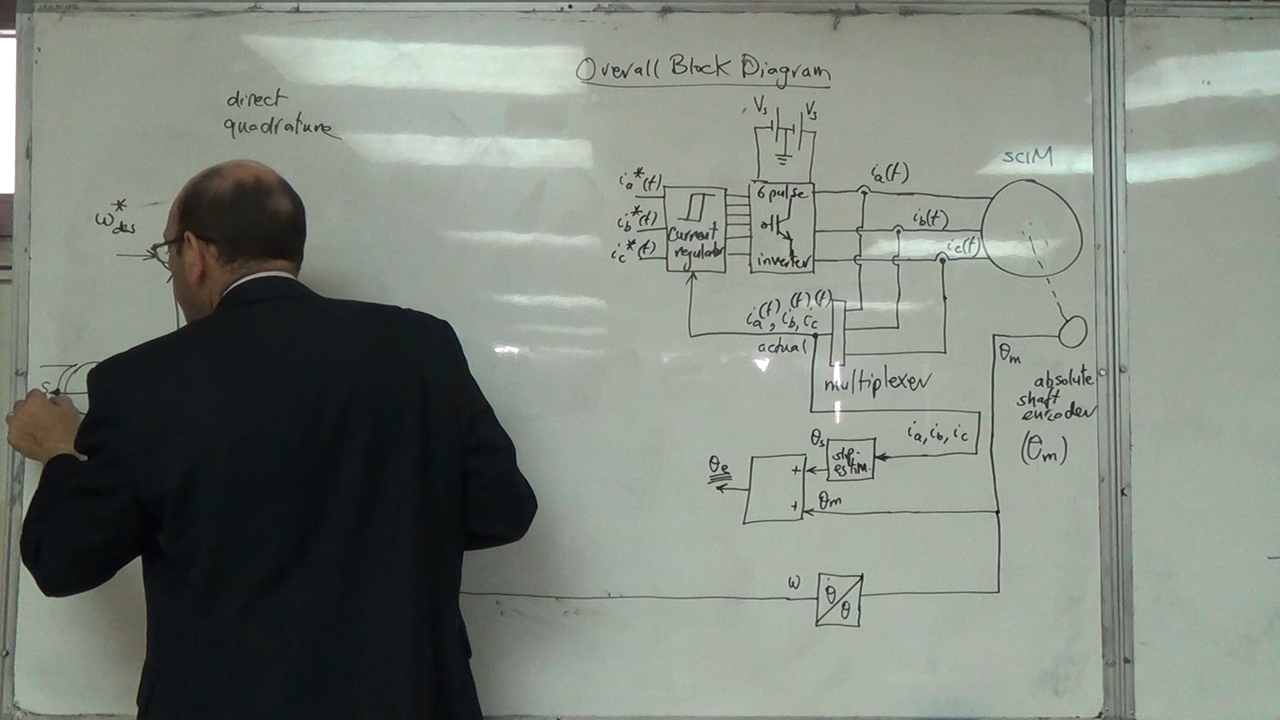 Overall Block Diagram
direct
quadrature
ω*des
Vs
Vs
SCIM
ia*(t)
ib*(t)
ic*(t)
current
regulator
6 pulse
inverter
ia(t)
ib(t)
ic(t)
ia(t), ib(t), ic(t)
actual
multiplexer
θm
absolute
shaft
encoder
(θm)
ia, ib, ic
θs
slip
estim.
θe
+
+
θm
ω
θ̇
θ
S